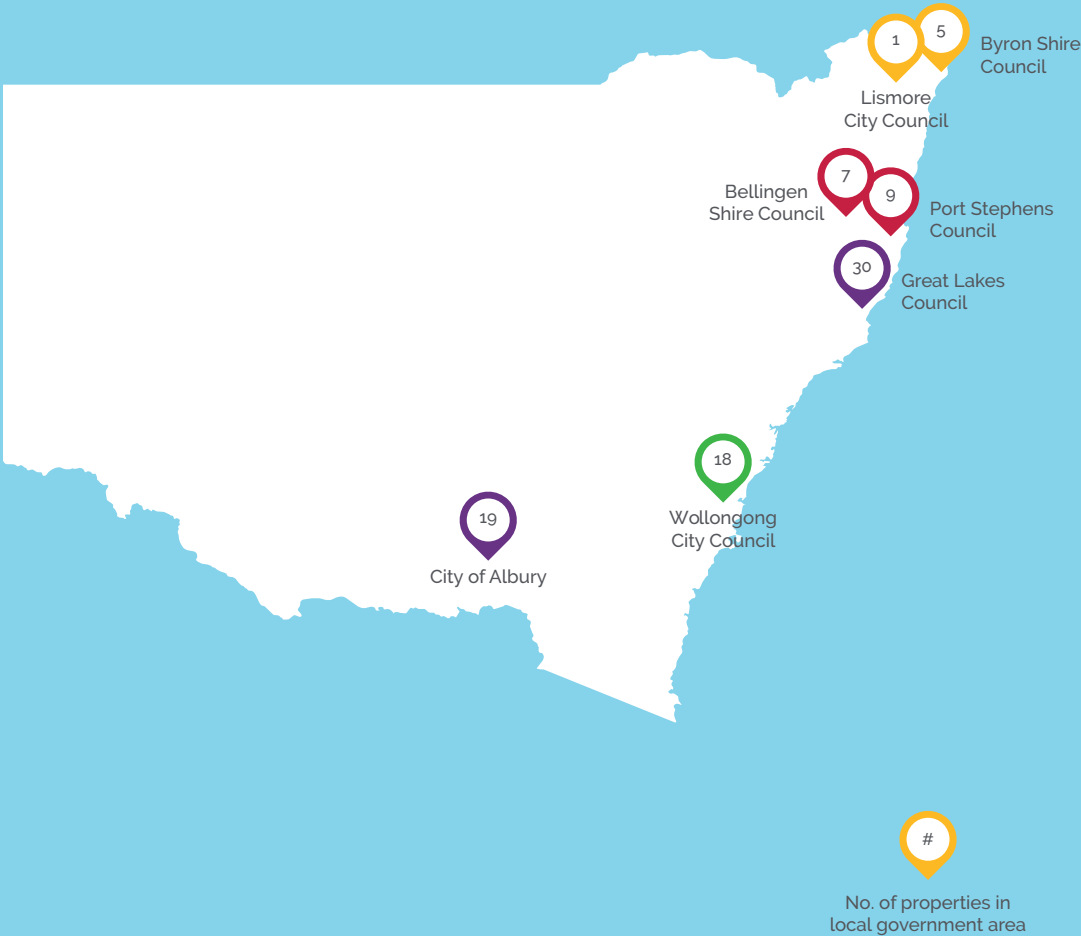 1
5
Byron Shire
Council
Lismore
City Council
7
Bellingen
Shire Council
9
Port Stephens
Council
30
Great Lakes
Council
18
Wollongong
City Council
19
City of Albury
#
No. of properties in
local government area